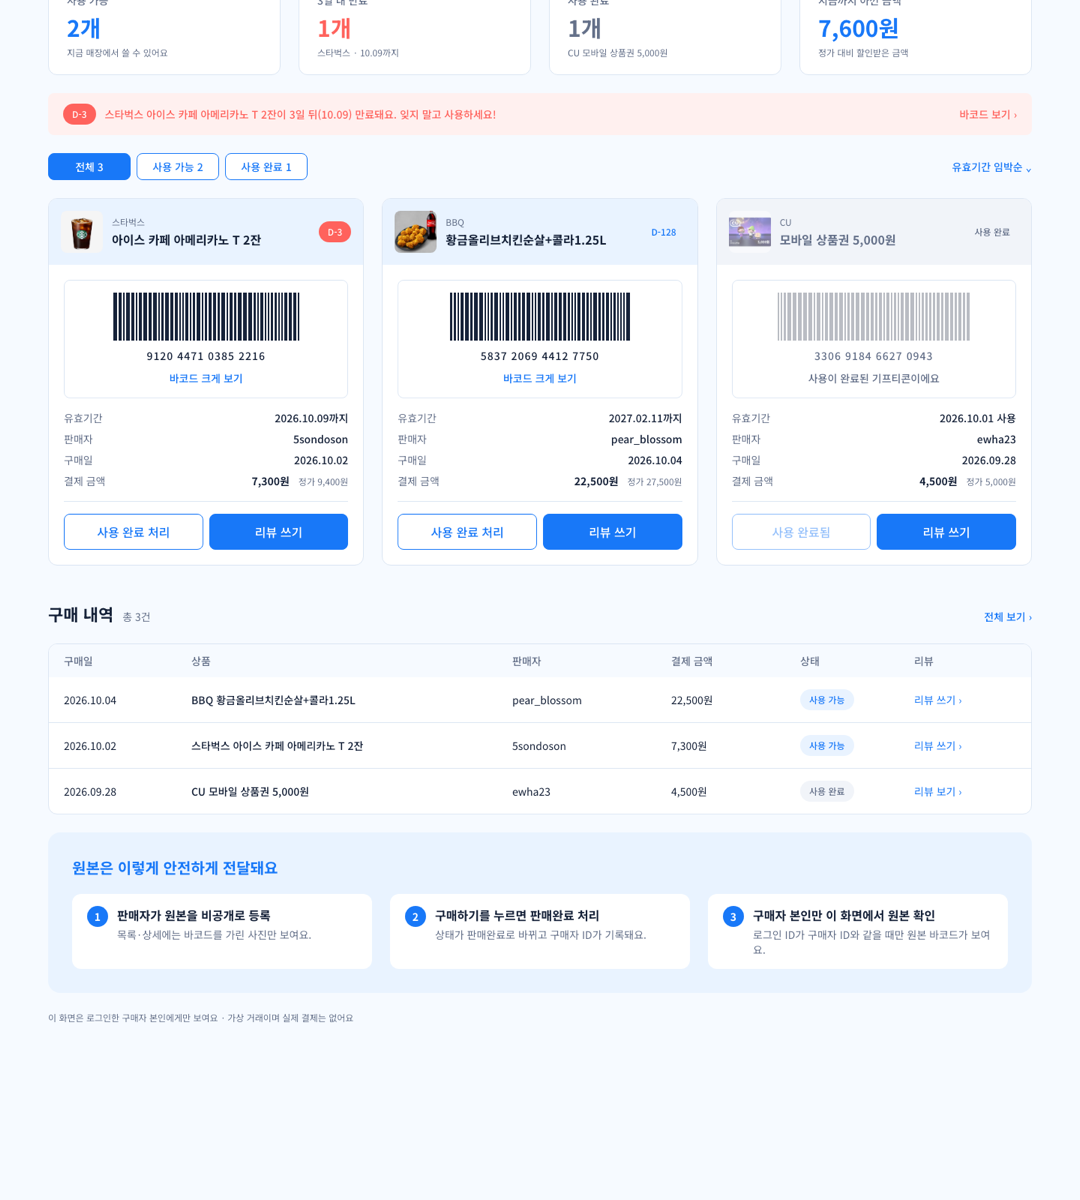 사용 가능
3일 내 만료
사용 완료
지금까지 아낀 금액
2개
1개
1개
7,600원
지금 매장에서 쓸 수 있어요
스타벅스 · 10.09까지
CU 모바일 상품권 5,000원
정가 대비 할인받은 금액
D-3 스타벅스 아이스 카페 아메리카노 T 2잔이 3일 뒤(10.09) 만료돼요. 잊지 말고 사용하세요! 바코드 보기 ›
전체 3 사용 가능 2 사용 완료 1 유효기간 임박순 ⌄
스타벅스
아이스 카페 아메리카노 T 2잔
D-3
9120 4471 0385 2216
바코드 크게 보기
유효기간 2026.10.09까지
판매자 5sondoson
구매일 2026.10.02
결제 금액 7,300원 정가 9,400원
사용 완료 처리 리뷰 쓰기
BBQ
황금올리브치킨순살+콜라1.25L
D-128
5837 2069 4412 7750
바코드 크게 보기
유효기간 2027.02.11까지
판매자 pear_blossom
구매일 2026.10.04
결제 금액 22,500원 정가 27,500원
사용 완료 처리 리뷰 쓰기
CU
모바일 상품권 5,000원
사용 완료
3306 9184 6627 0943
사용이 완료된 기프티콘이에요
유효기간 2026.10.01 사용
판매자 ewha23
구매일 2026.09.28
결제 금액 4,500원 정가 5,000원
사용 완료됨 리뷰 쓰기
구매 내역 총 3건 전체 보기 ›
구매일 상품 판매자 결제 금액 상태 리뷰
2026.10.04 BBQ 황금올리브치킨순살+콜라1.25L pear_blossom 22,500원 사용 가능 리뷰 쓰기 ›
2026.10.02 스타벅스 아이스 카페 아메리카노 T 2잔 5sondoson 7,300원 사용 가능 리뷰 쓰기 ›
2026.09.28 CU 모바일 상품권 5,000원 ewha23 4,500원 사용 완료 리뷰 보기 ›
원본은 이렇게 안전하게 전달돼요
1 판매자가 원본을 비공개로 등록
목록·상세에는 바코드를 가린 사진만 보여요.
2 구매하기를 누르면 판매완료 처리
상태가 판매완료로 바뀌고 구매자 ID가 기록돼요.
3 구매자 본인만 이 화면에서 원본 확인
로그인 ID가 구매자 ID와 같을 때만 원본 바코드가 보여
요.
이 화면은 로그인한 구매자 본인에게만 보여요 · 가상 거래이며 실제 결제는 없어요